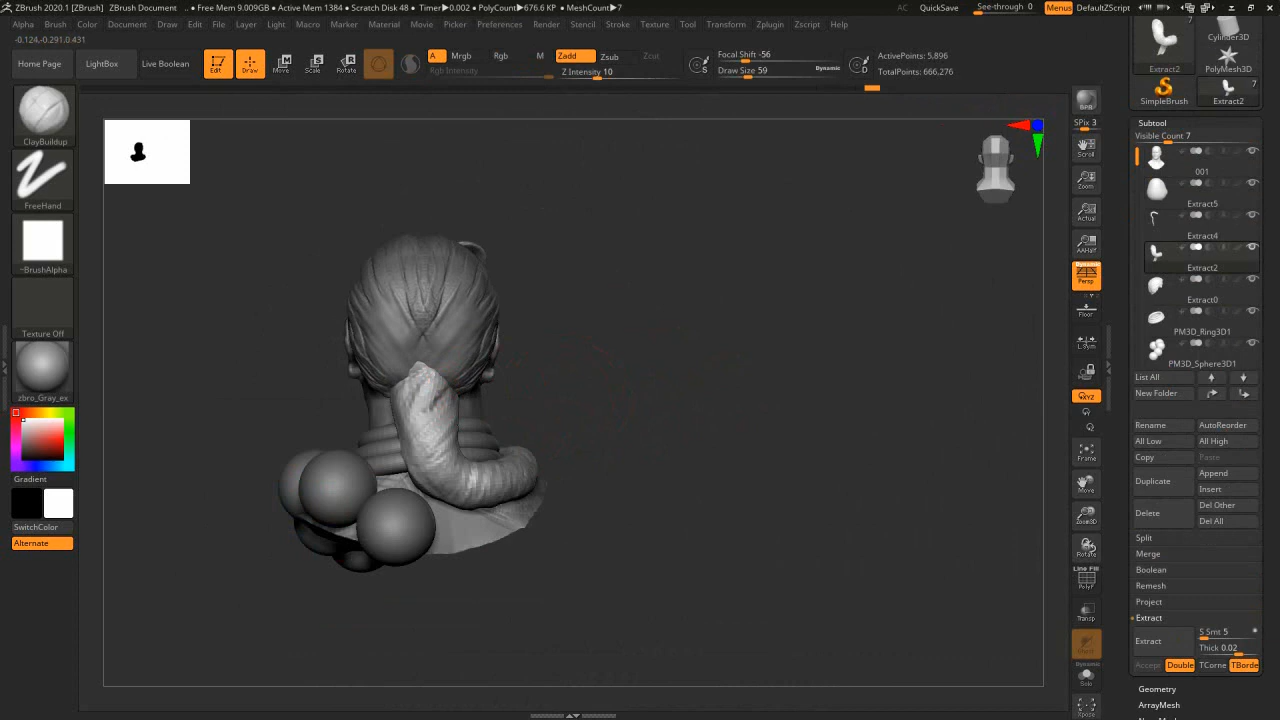 ZBrush 2020.1 [ZBrush] ZBrush Document .. ● Free Mem 9.009GB ● Active Mem 1384 ● Scratch Disk 48 ● Timer▸0.002 ● PolyCount▸676.6 KP ● MeshCount▸7 AC QuickSave See-through 0 Menus DefaultZScript
Alpha Brush Color Document Draw Edit File Layer Light Macro Marker Material Movie Picker Preferences Render Stencil Stroke Texture Tool Transform Zplugin Zscript Help
-0.124,-0.291,0.431
Home Page
LightBox
Live Boolean
Edit
Draw
Move
Scale
Rotate
A
Mrgb
Rgb
M
Zadd
Zsub
Zcut
Rgb Intensity
Z Intensity 10
S
Focal Shift -56
Draw Size 59
Dynamic
D
ActivePoints: 5,896
TotalPoints: 666,276
ClayBuildup
FreeHand
~BrushAlpha
Texture Off
zbro_Gray_ex
Gradient
SwitchColor
Alternate
BPR
SPix 3
Scroll
Zoom
Actual
AAHalf
Dynamic
Persp
Floor
L.Sym
XYZ
Frame
Move
Zoom3D
Rotate
Line Fill
PolyF
Transp
Ghost
Dynamic
Solo
Xpose
7
Extract2
Cylinder3D
PolyMesh3D
SimpleBrush
7
Extract2
Subtool
Visible Count 7
001
Extract5
Extract4
Extract2
Extract0
PM3D_Ring3D1
PM3D_Sphere3D1
List All
New Folder
Rename AutoReorder
All Low All High
Copy Paste
Duplicate Append
Insert
Delete Del Other
Del All
Split
Merge
Boolean
Remesh
Project
Extract
Extract S Smt 5
Thick 0.02
Accept Double TCorne TBorde
Geometry
ArrayMesh